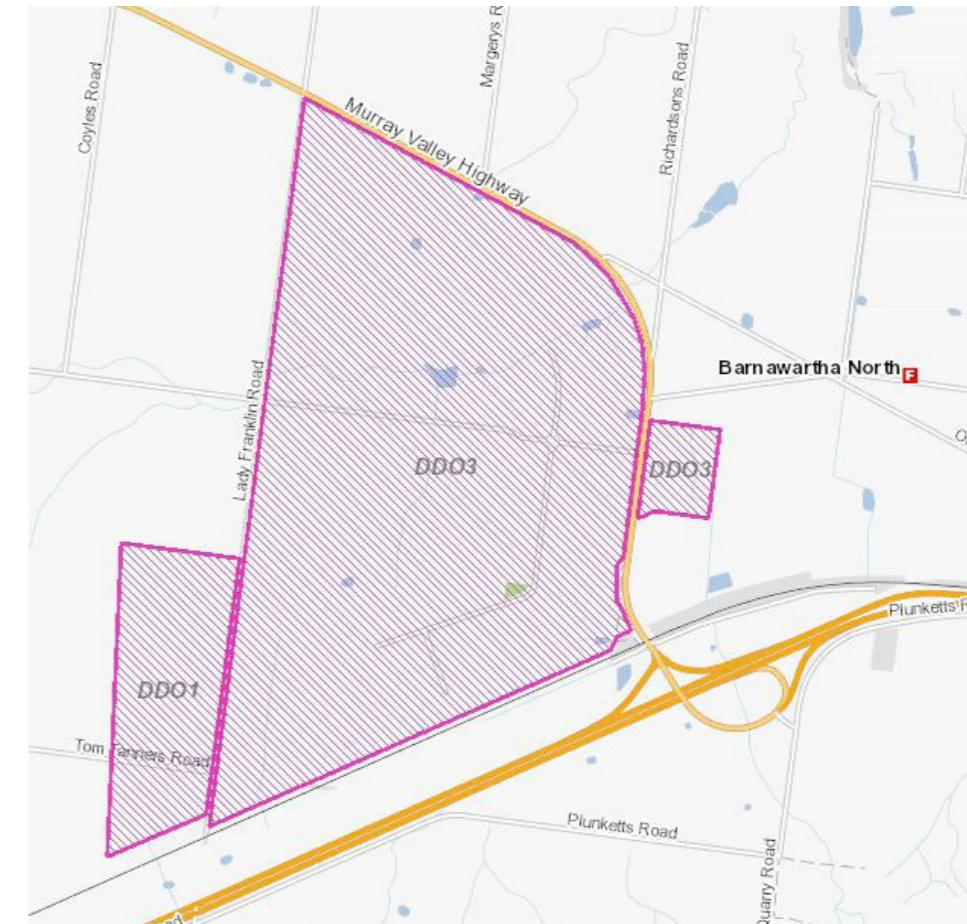 Coyles Road
Margerys R
Richardsons Road
Murray Valley Highway
Barnawartha North
F
Lady Franklin Road
DDO3
DDO3
DDO1
Tom Tanners Road
Plunketts R
Plunketts Road
Quarry Road